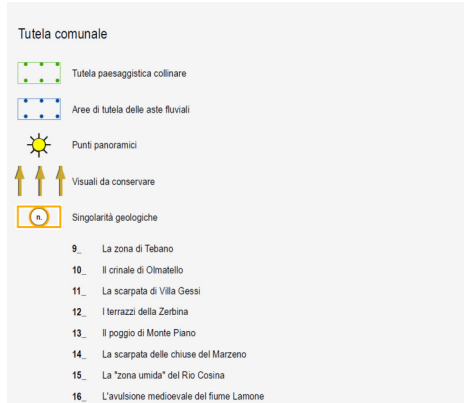 Tutela comunale
Tutela paesaggistica collinare
Aree di tutela delle aste fluviali
Punti panoramici
Visuali da conservare
n. Singolarità geologiche
9_ La zona di Tebano
10_ Il crinale di Olmatello
11_ La scarpata di Villa Gessi
12_ I terrazzi della Zerbina
13_ Il poggio di Monte Piano
14_ La scarpata delle chiuse del Marzeno
15_ La "zona umida" del Rio Cosina
16_ L'avulsione medioevale del fiume Lamone